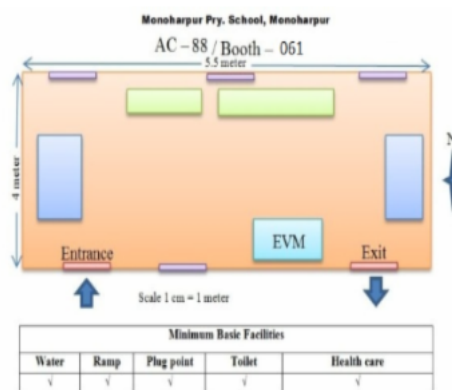 Monoharpur Pry. School, Monoharpur
AC – 88 / Booth – 061
5.5 meter
4 meter
N
EVM
Entrance
Exit
Scale 1 cm = 1 meter
Minimum Basic Facilities
Water Ramp Plug point Toilet Health care
√ √ √ √ √